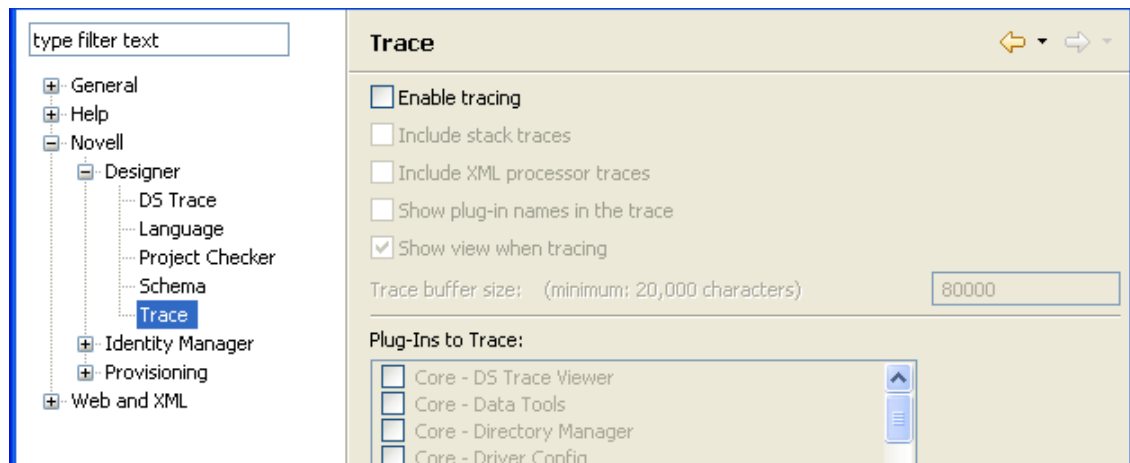 type filter text
General
Help
Novell
Designer
DS Trace
Language
Project Checker
Schema
Trace
Identity Manager
Provisioning
Web and XML
Trace
Enable tracing
Include stack traces
Include XML processor traces
Show plug-in names in the trace
Show view when tracing
Trace buffer size: (minimum: 20,000 characters) 80000
Plug-Ins to Trace:
Core - DS Trace Viewer
Core - Data Tools
Core - Directory Manager
Core - Driver Config